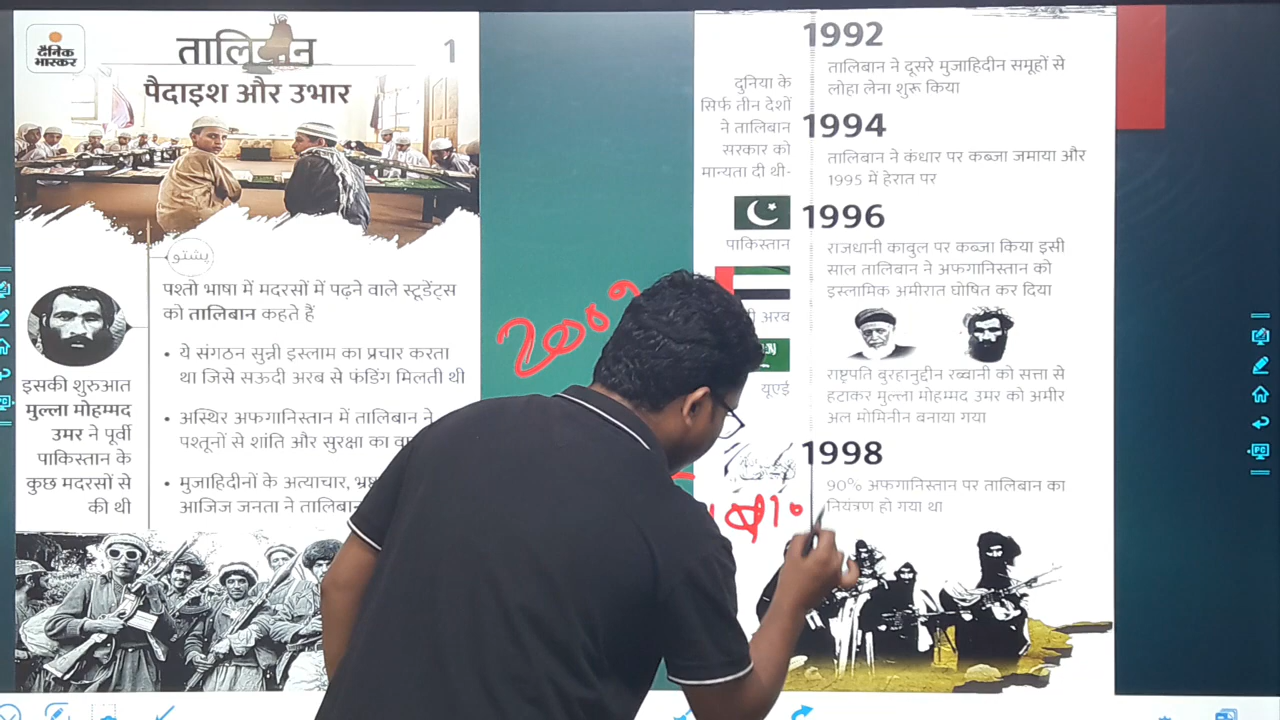 दैनिक
भास्कर
तालिबान
1
पैदाइश और उभार
پشتو
पश्तो भाषा में मदरसों में पढ़ने वाले स्टूडेंट्स
को तालिबान कहते हैं
• ये संगठन सुन्नी इस्लाम का प्रचार करता
था जिसे सऊदी अरब से फंडिंग मिलती थी
• अस्थिर अफगानिस्तान में तालिबान ने
पश्तूनों से शांति और सुरक्षा का
• मुजाहिदीनों के अत्याचार,
आजिज जनता ने
इसकी शुरुआत
मुल्ला मोहम्मद
उमर ने पूर्वी
पाकिस्तान के
कुछ मदरसों से
की थी
दुनिया के
सिर्फ तीन देशों
ने तालिबान
सरकार को
मान्यता दी थी-
पाकिस्तान
अरब
यूएई
1992
तालिबान ने दूसरे मुजाहिदीन समूहों से
लोहा लेना शुरू किया
1994
तालिबान ने कंधार पर कब्जा जमाया और
1995 में हेरात पर
1996
राजधानी काबुल पर कब्जा किया इसी
साल तालिबान ने अफगानिस्तान को
इस्लामिक अमीरात घोषित कर दिया
राष्ट्रपति बुरहानुद्दीन रब्बानी को सत्ता से
हटाकर मुल्ला मोहम्मद उमर को अमीर
अल मोमिनीन बनाया गया
1998
90% अफगानिस्तान पर तालिबान का
नियंत्रण हो गया था